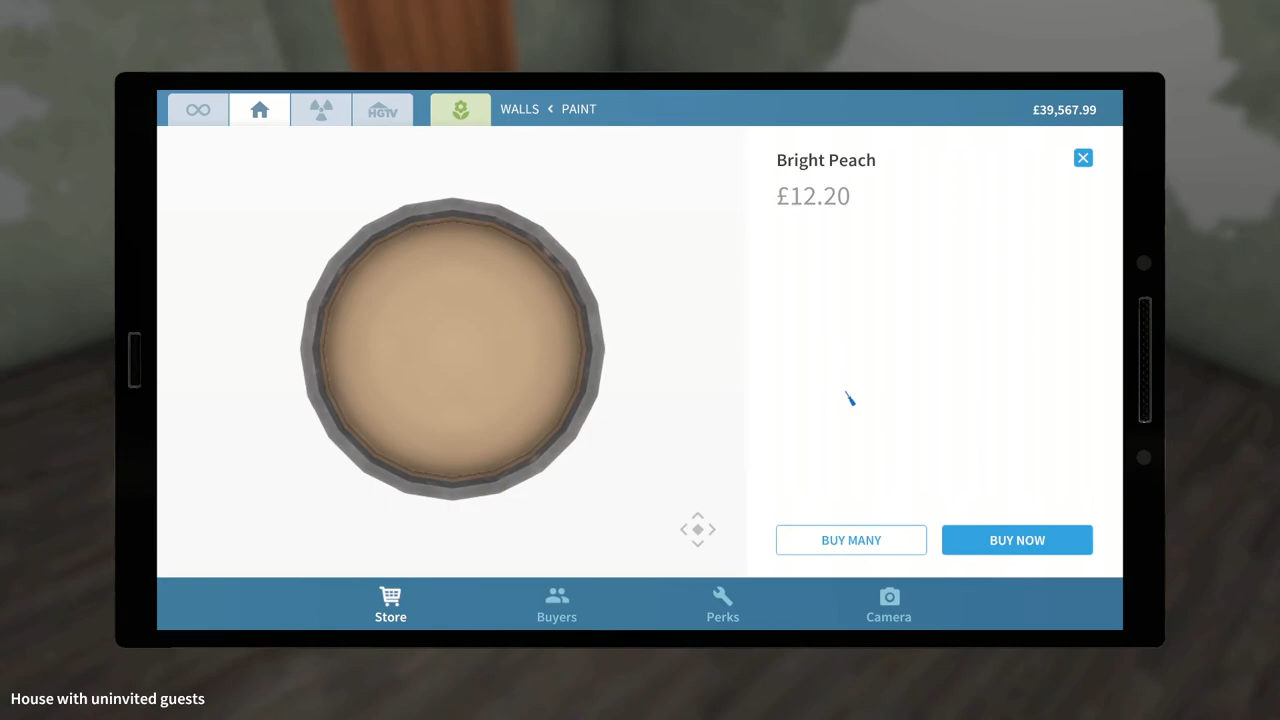 HGTV
WALLS < PAINT
£39,567.99
Bright Peach
£12.20
BUY MANY
BUY NOW
Store
Buyers
Perks
Camera
House with uninvited guests